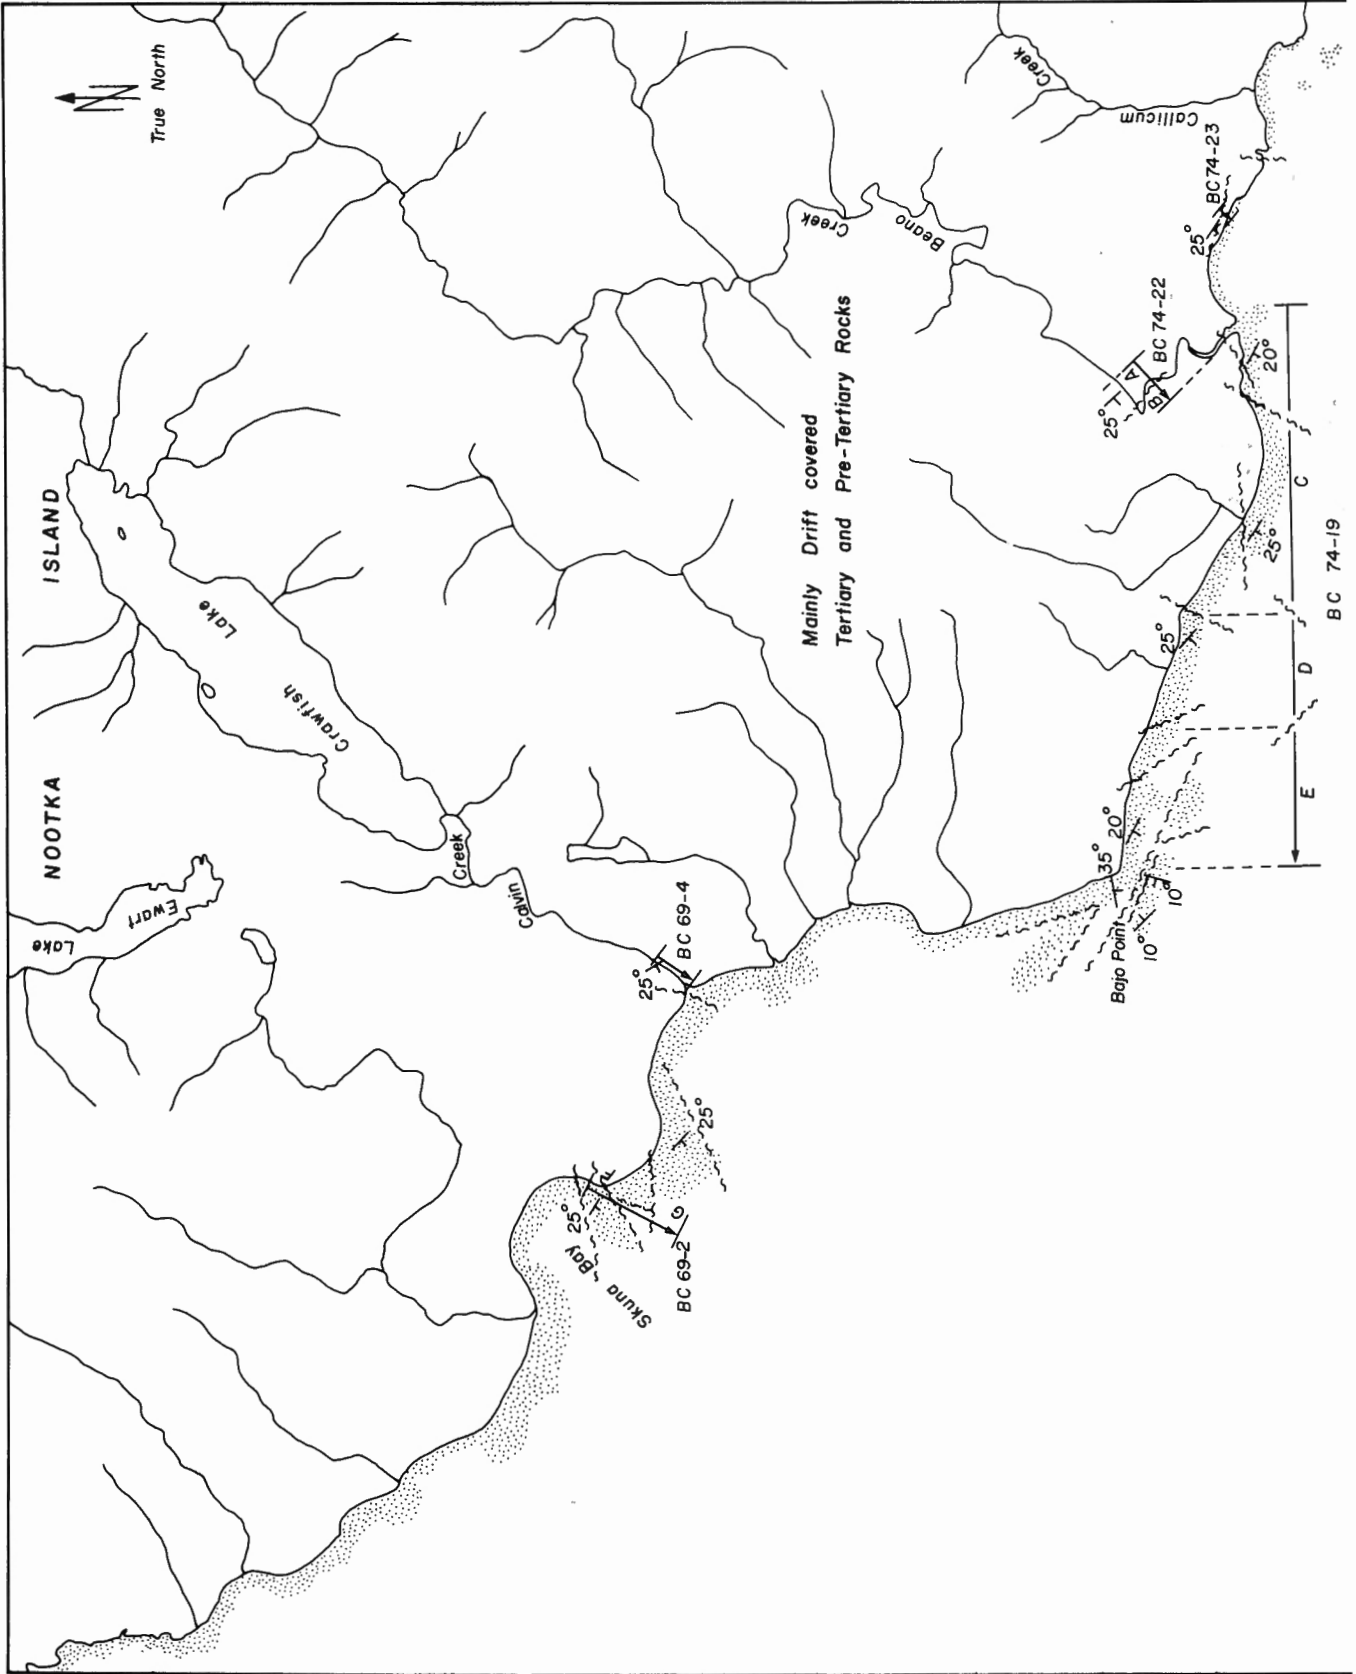 True North
NOOTKA ISLAND
Lake
Ewart
Crawfish
Lake
Creek
Calvin
Mainly Drift covered
Tertiary and Pre-Tertiary Rocks
Creek
Beano
Creek
Callicum
BC 74-23
25°
BC 74-22
A
B
25°
20°
C
25°
BC 74-19
25°
D
E
20°
35°
10°
10°
Bajo Point
BC 69-4
25°
25°
F
G
25°
Skuna Bay
BC 69-2